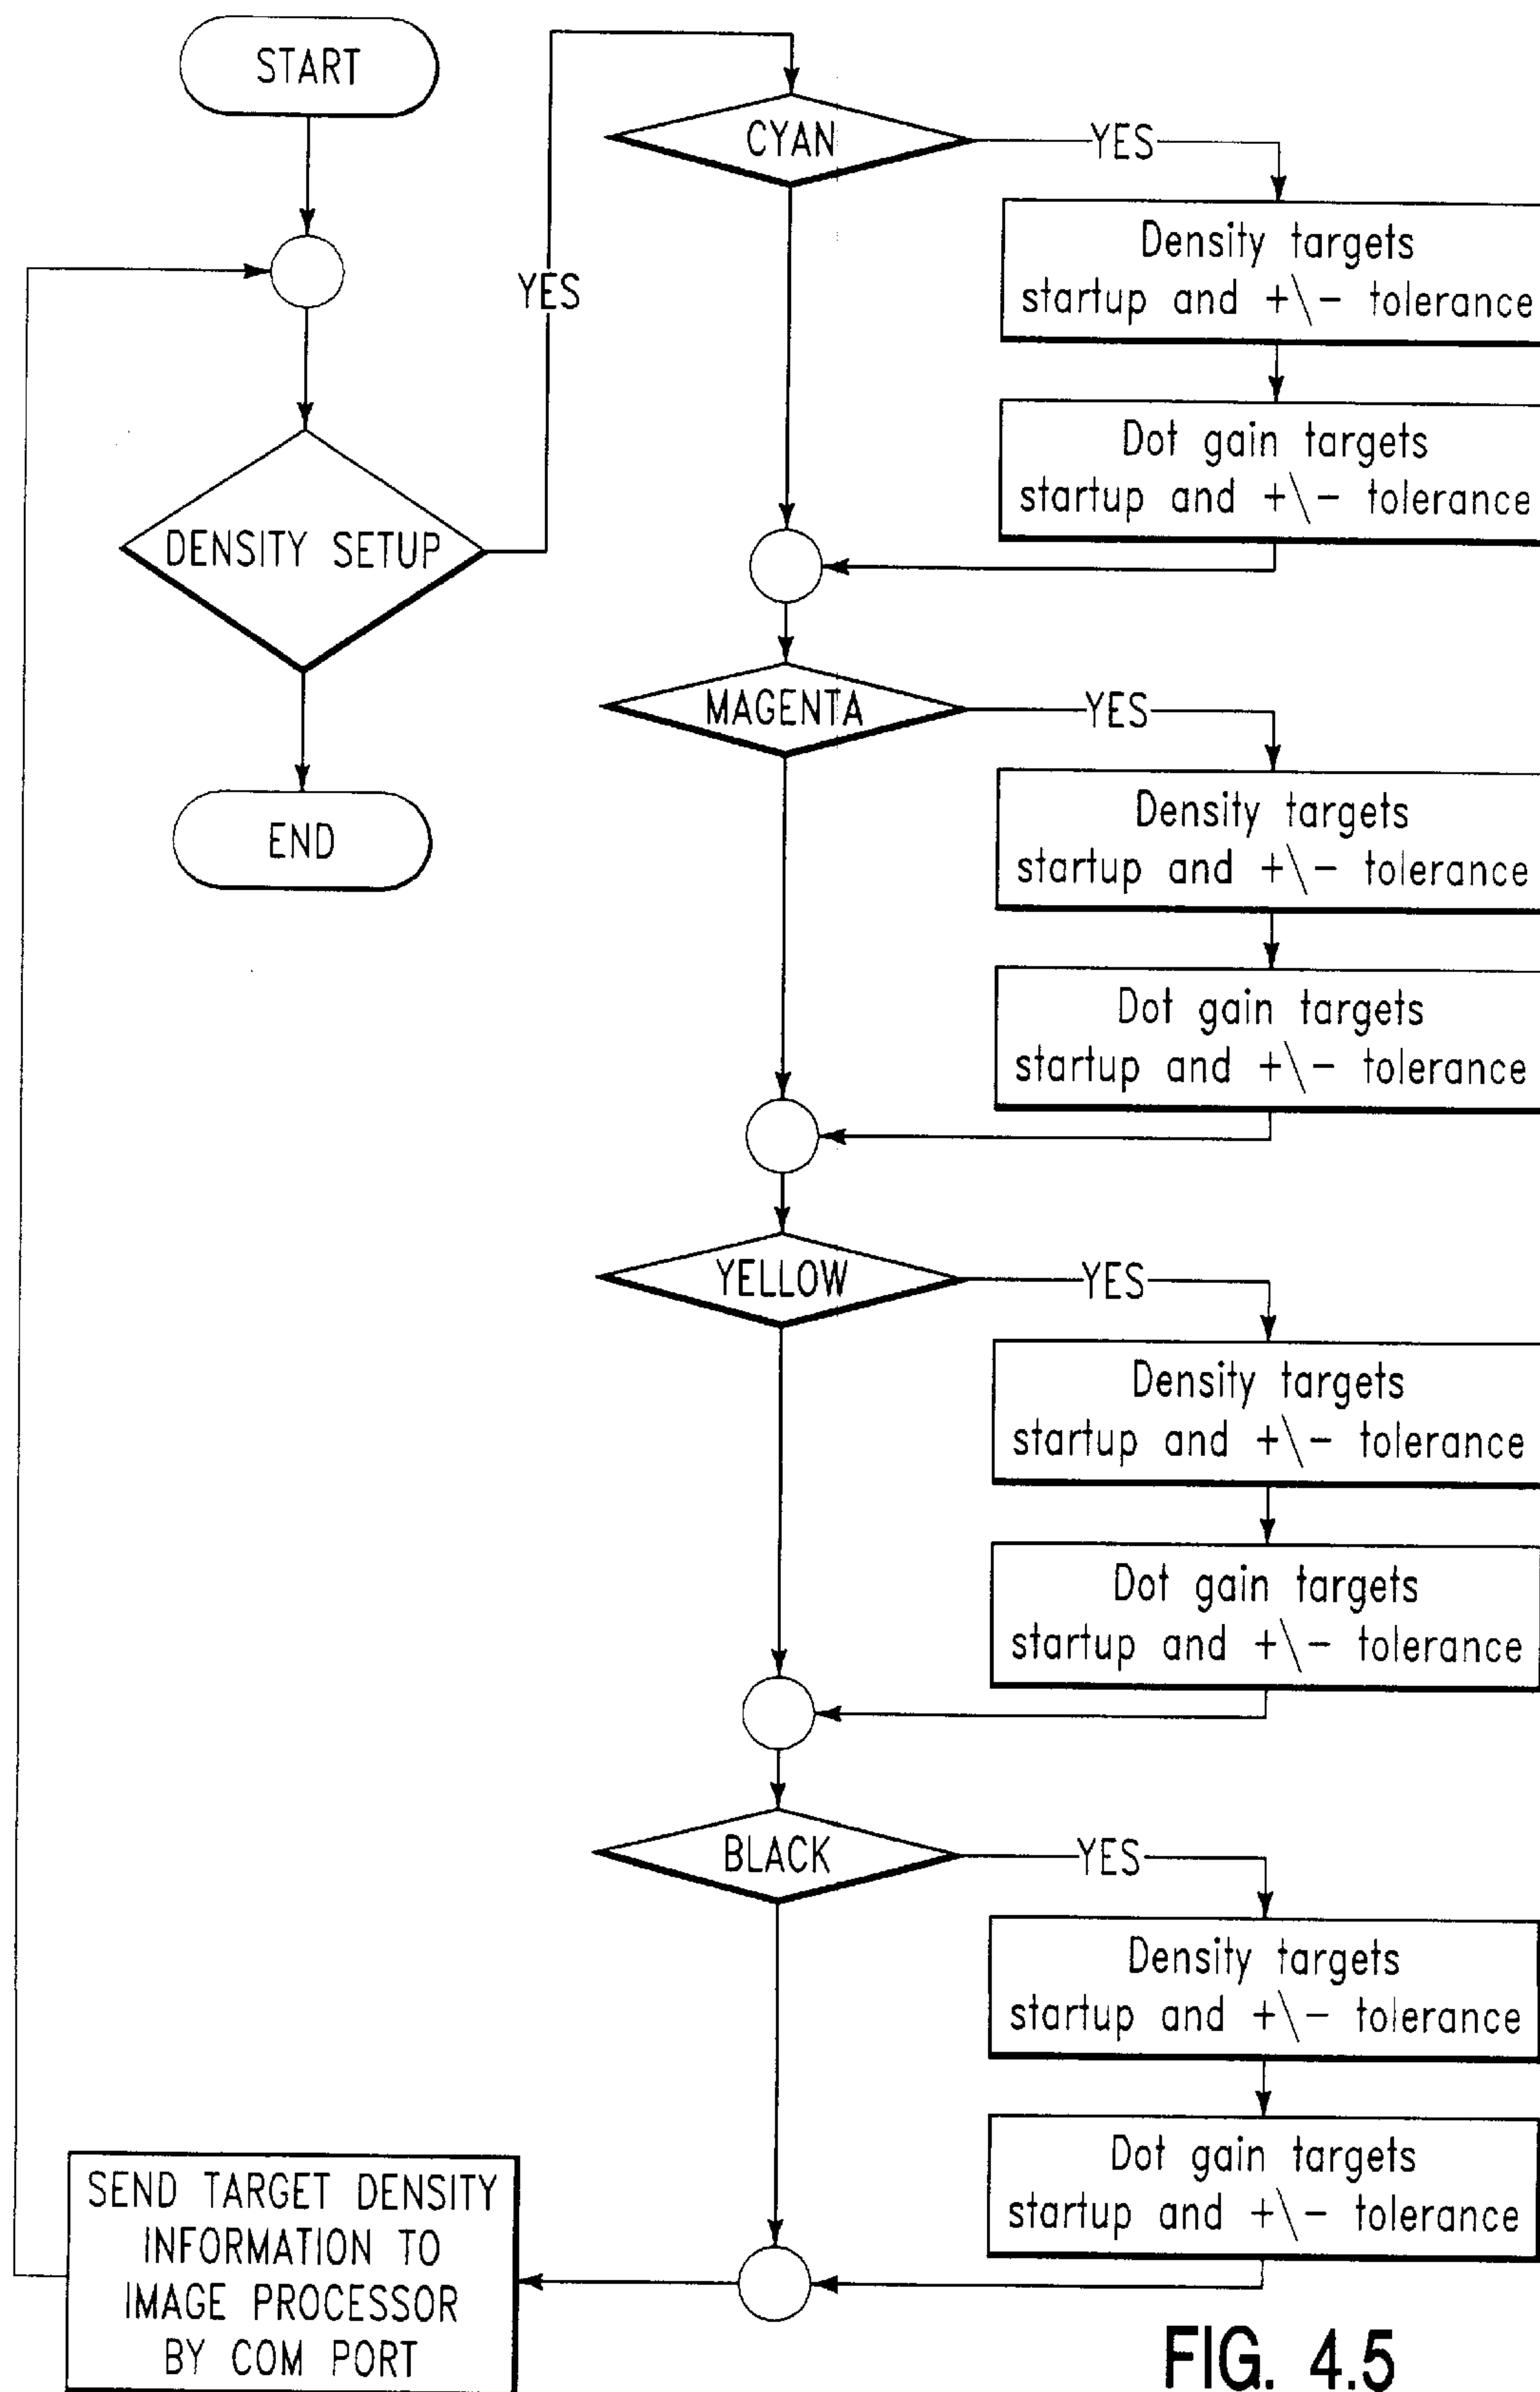 START
YES
DENSITY SETUP
END
CYAN
YES
Density targets
startup and +\- tolerance
Dot gain targets
startup and +\- tolerance
MAGENTA
YES
Density targets
startup and +\- tolerance
Dot gain targets
startup and +\- tolerance
YELLOW
YES
Density targets
startup and +\- tolerance
Dot gain targets
startup and +\- tolerance
BLACK
YES
Density targets
startup and +\- tolerance
Dot gain targets
startup and +\- tolerance
SEND TARGET DENSITY
INFORMATION TO
IMAGE PROCESSOR
BY COM PORT
FIG. 4.5